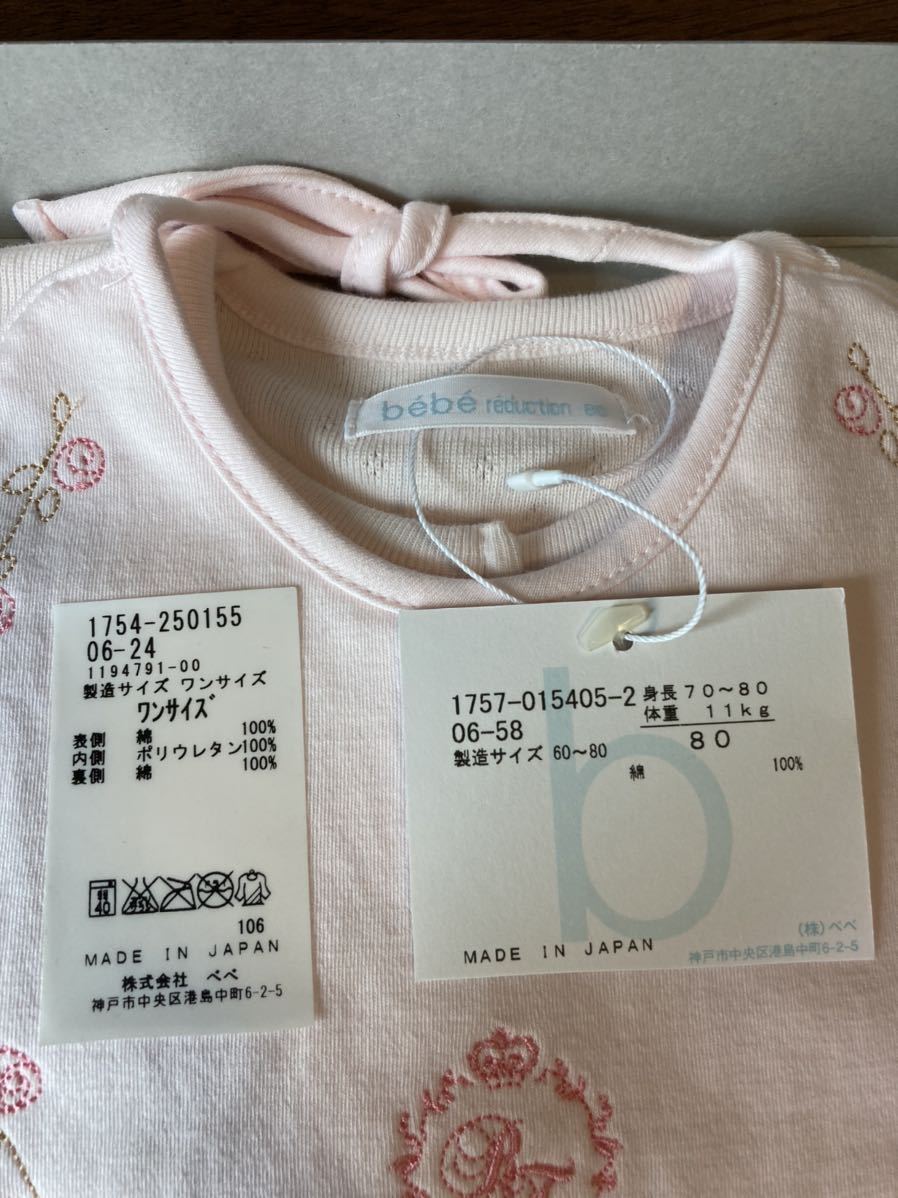 bébé réduction 80
1754-250155
06-24
1194791-00
製造サイズ ワンサイズ
ワンサイズ
表側 綿 100%
内側 ポリウレタン100%
裏側 綿 100%
40
106
MADE IN JAPAN
株式会社 べべ
神戸市中央区港島中町6-2-5
b
1757-015405-2 身長 70〜80
06-58 体重 11kg
製造サイズ 60〜80 80
綿 100%
(株)べべ
MADE IN JAPAN 神戸市中央区港島中町6-2-5